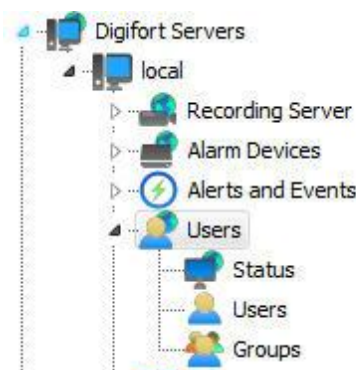 Digifort Servers
local
Recording Server
Alarm Devices
Alerts and Events
Users
Status
Users
Groups